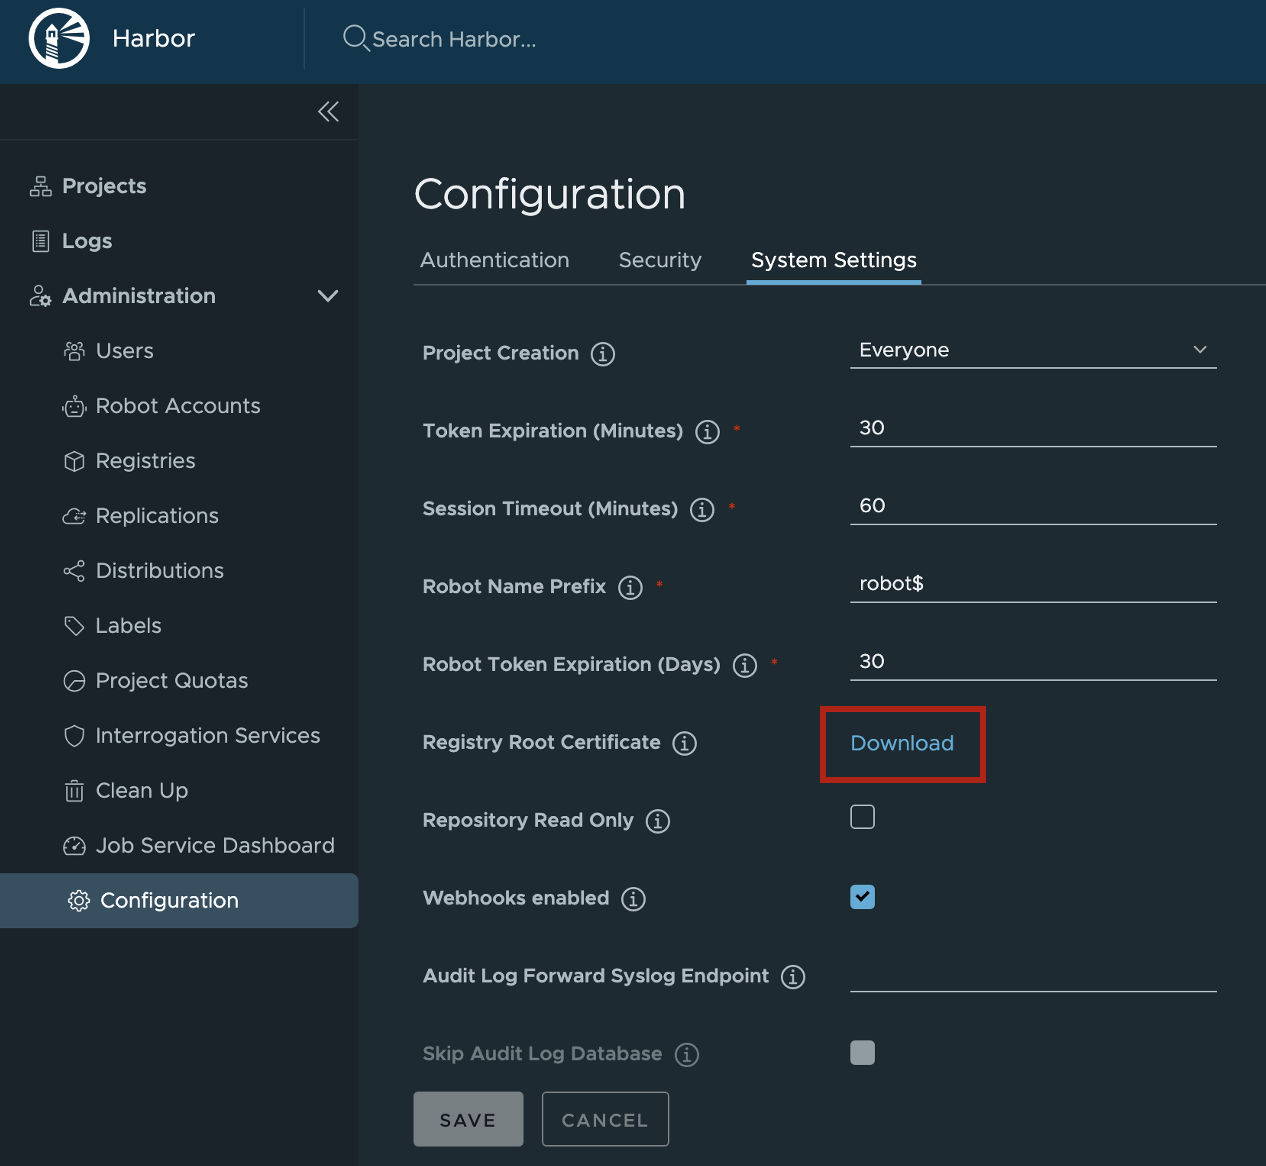 Harbor
Search Harbor...
Projects
Logs
Administration
Users
Robot Accounts
Registries
Replications
Distributions
Labels
Project Quotas
Interrogation Services
Clean Up
Job Service Dashboard
Configuration
Configuration
Authentication Security System Settings
Project Creation Everyone
Token Expiration (Minutes) * 30
Session Timeout (Minutes) * 60
Robot Name Prefix * robot$
Robot Token Expiration (Days) * 30
Registry Root Certificate Download
Repository Read Only
Webhooks enabled
Audit Log Forward Syslog Endpoint
Skip Audit Log Database
SAVE CANCEL